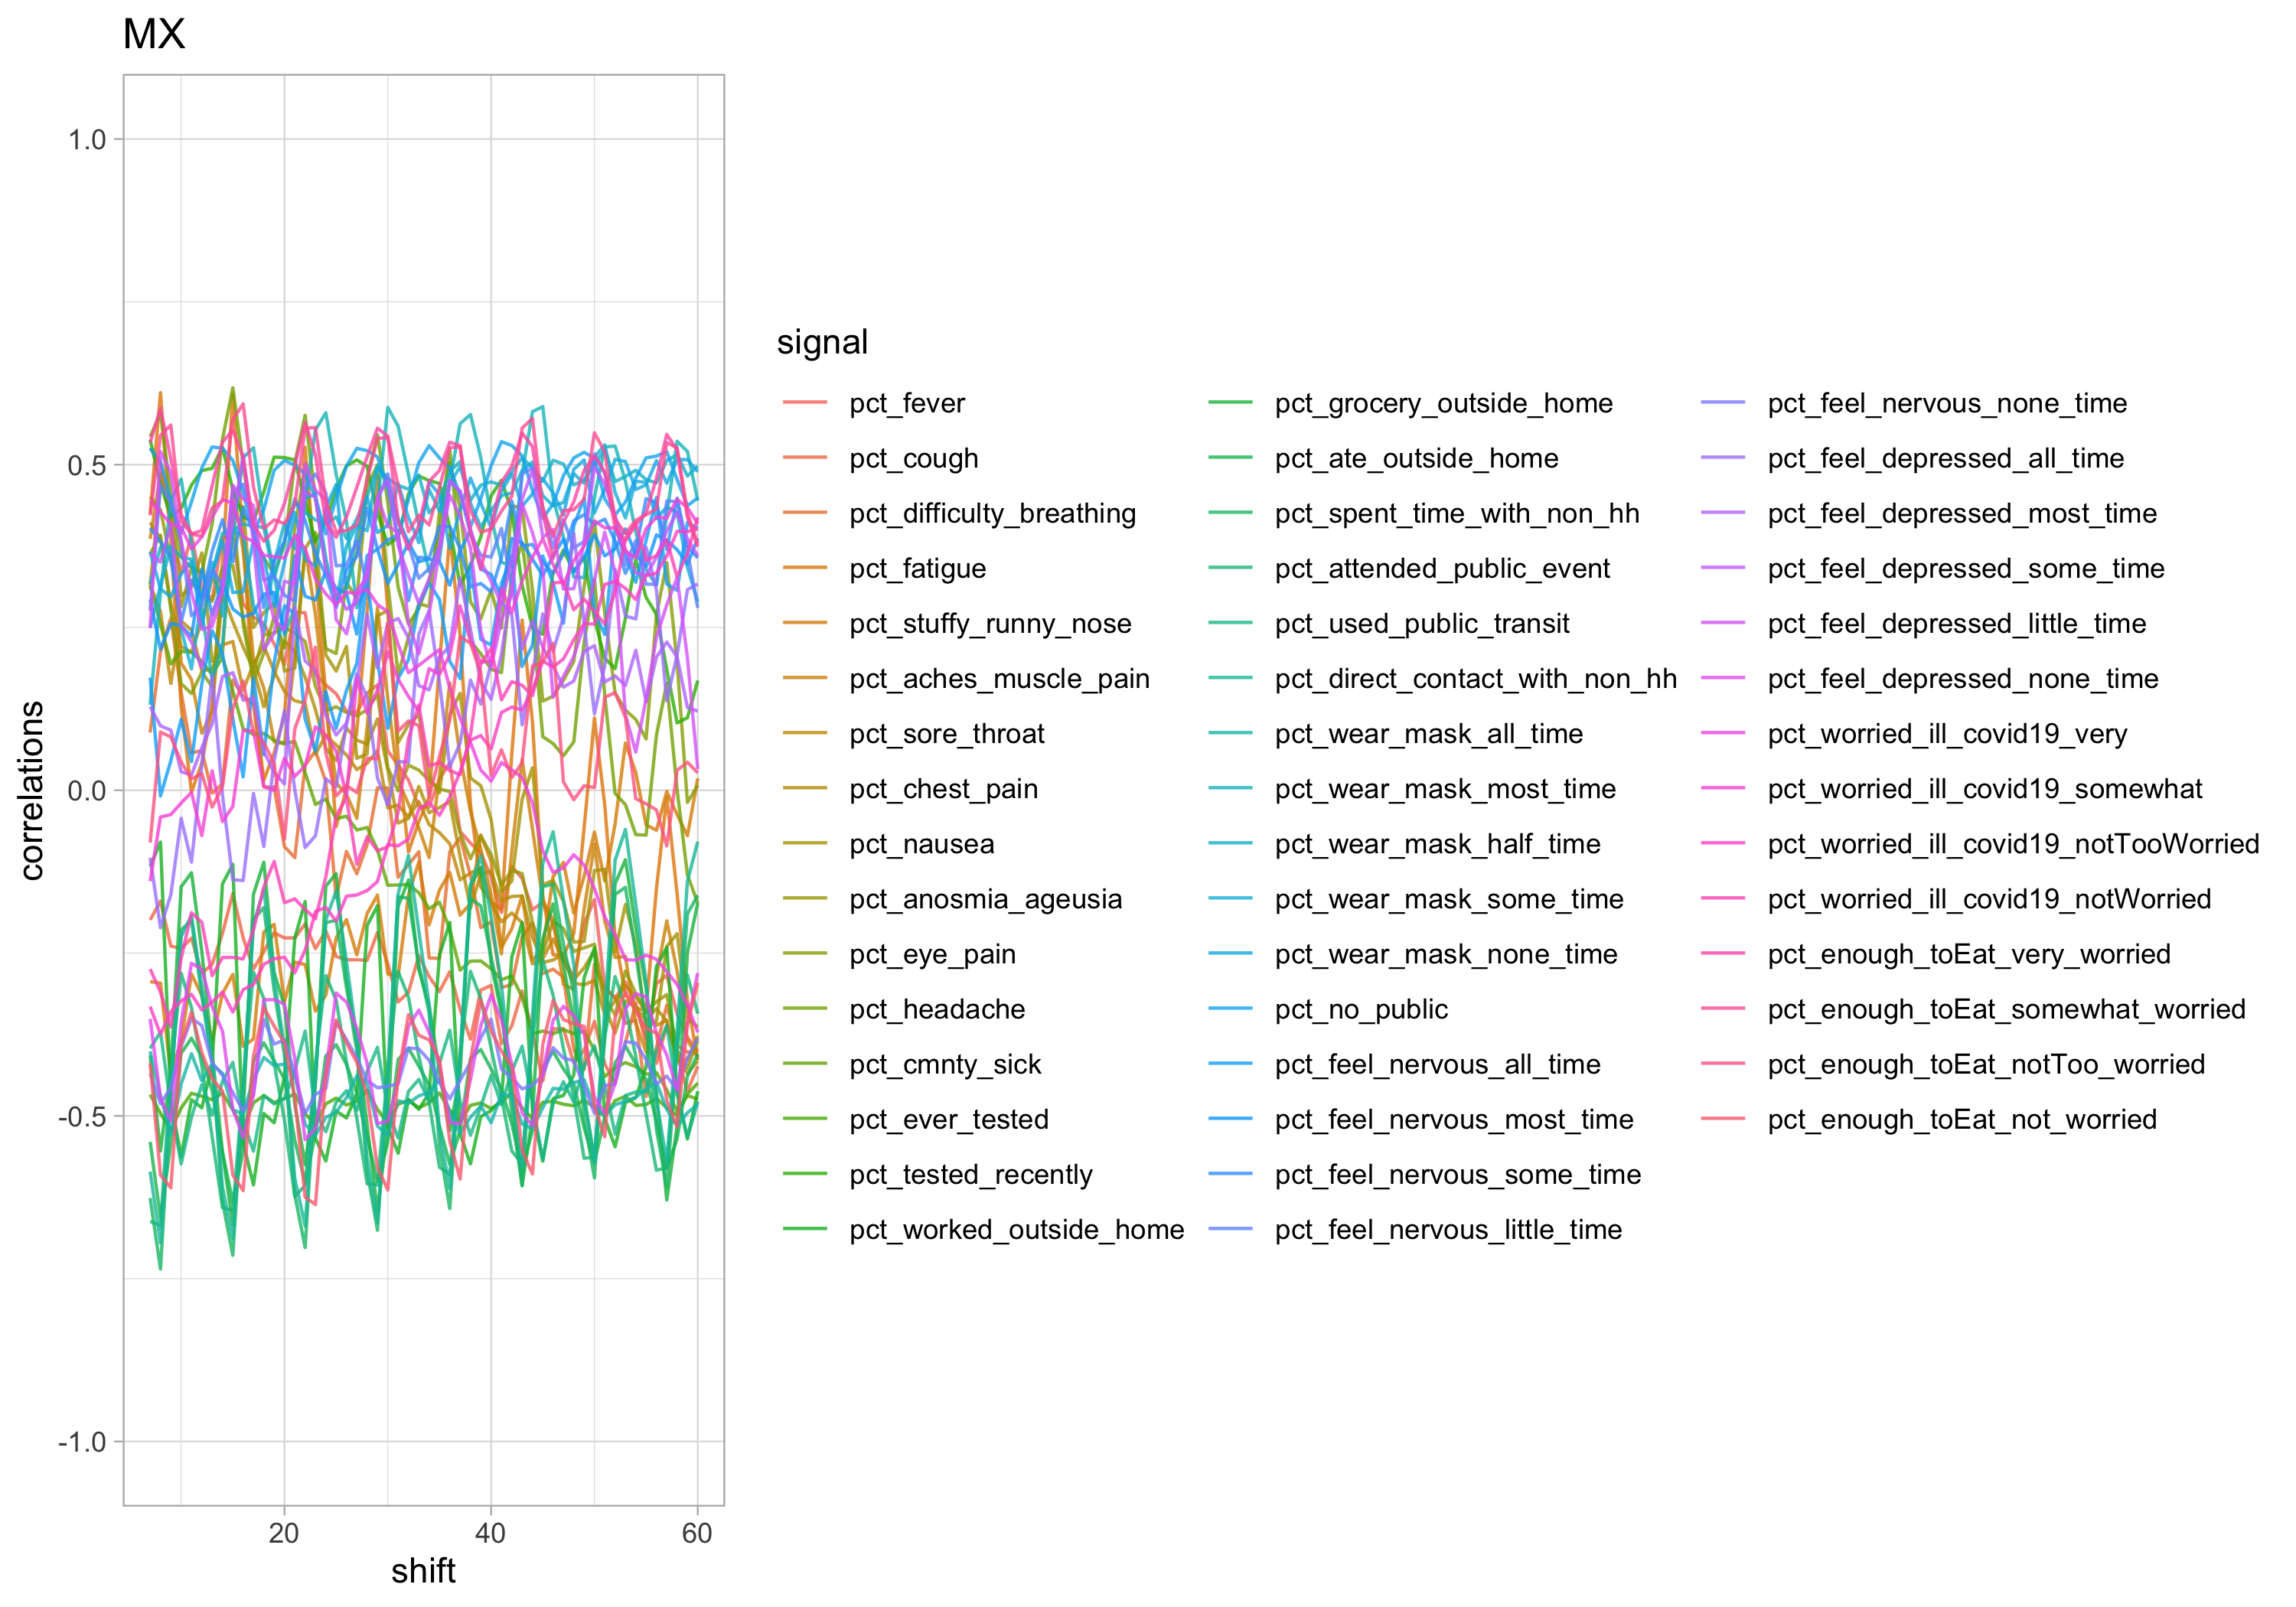 MX
1.0
0.5
0.0
-0.5
-1.0
correlations
20
40
60
shift
signal
pct_fever
pct_cough
pct_difficulty_breathing
pct_fatigue
pct_stuffy_runny_nose
pct_aches_muscle_pain
pct_sore_throat
pct_chest_pain
pct_nausea
pct_anosmia_ageusia
pct_eye_pain
pct_headache
pct_cmnty_sick
pct_ever_tested
pct_tested_recently
pct_worked_outside_home
pct_grocery_outside_home
pct_ate_outside_home
pct_spent_time_with_non_hh
pct_attended_public_event
pct_used_public_transit
pct_direct_contact_with_non_hh
pct_wear_mask_all_time
pct_wear_mask_most_time
pct_wear_mask_half_time
pct_wear_mask_some_time
pct_wear_mask_none_time
pct_no_public
pct_feel_nervous_all_time
pct_feel_nervous_most_time
pct_feel_nervous_some_time
pct_feel_nervous_little_time
pct_feel_nervous_none_time
pct_feel_depressed_all_time
pct_feel_depressed_most_time
pct_feel_depressed_some_time
pct_feel_depressed_little_time
pct_feel_depressed_none_time
pct_worried_ill_covid19_very
pct_worried_ill_covid19_somewhat
pct_worried_ill_covid19_notTooWorried
pct_worried_ill_covid19_notWorried
pct_enough_toEat_very_worried
pct_enough_toEat_somewhat_worried
pct_enough_toEat_notToo_worried
pct_enough_toEat_not_worried